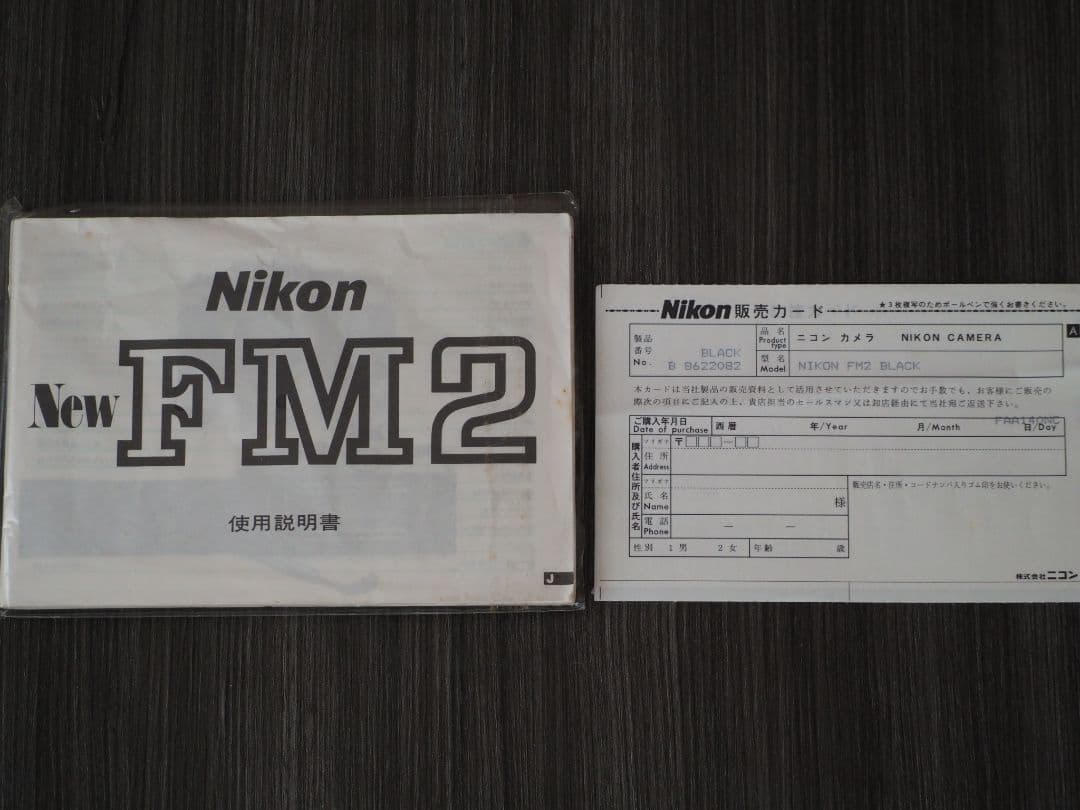 Nikon
New FM2
使用説明書
J
Nikon 販売カード
★3枚複写のためボールペンで強くお書きください。
A
製品番号 No.
BLACK
B 8622082
品名 Product type
ニコン カメラ NIKON CAMERA
型名 Model
NIKON FM2 BLACK
本カードは当社製品の販売資料として活用させていただきますのでお手数でも、お客様にご販売の
際次の項目にご記入の上、貴店担当のセールスマン又は卸店経由にて当社宛ご返送下さい。
FAA140NC
ご購入年月日 Date of purchase
西暦 年/Year 月/Month 日/Day
購入者住所及び氏名
フリガナ
〒
住所 Address
フリガナ
氏名 Name
様
電話 Phone
— —
性別 1 男 2 女 年齢 歳
販売店名・住所・コードナンバ入りゴム印をお使いください。
株式会社ニコン